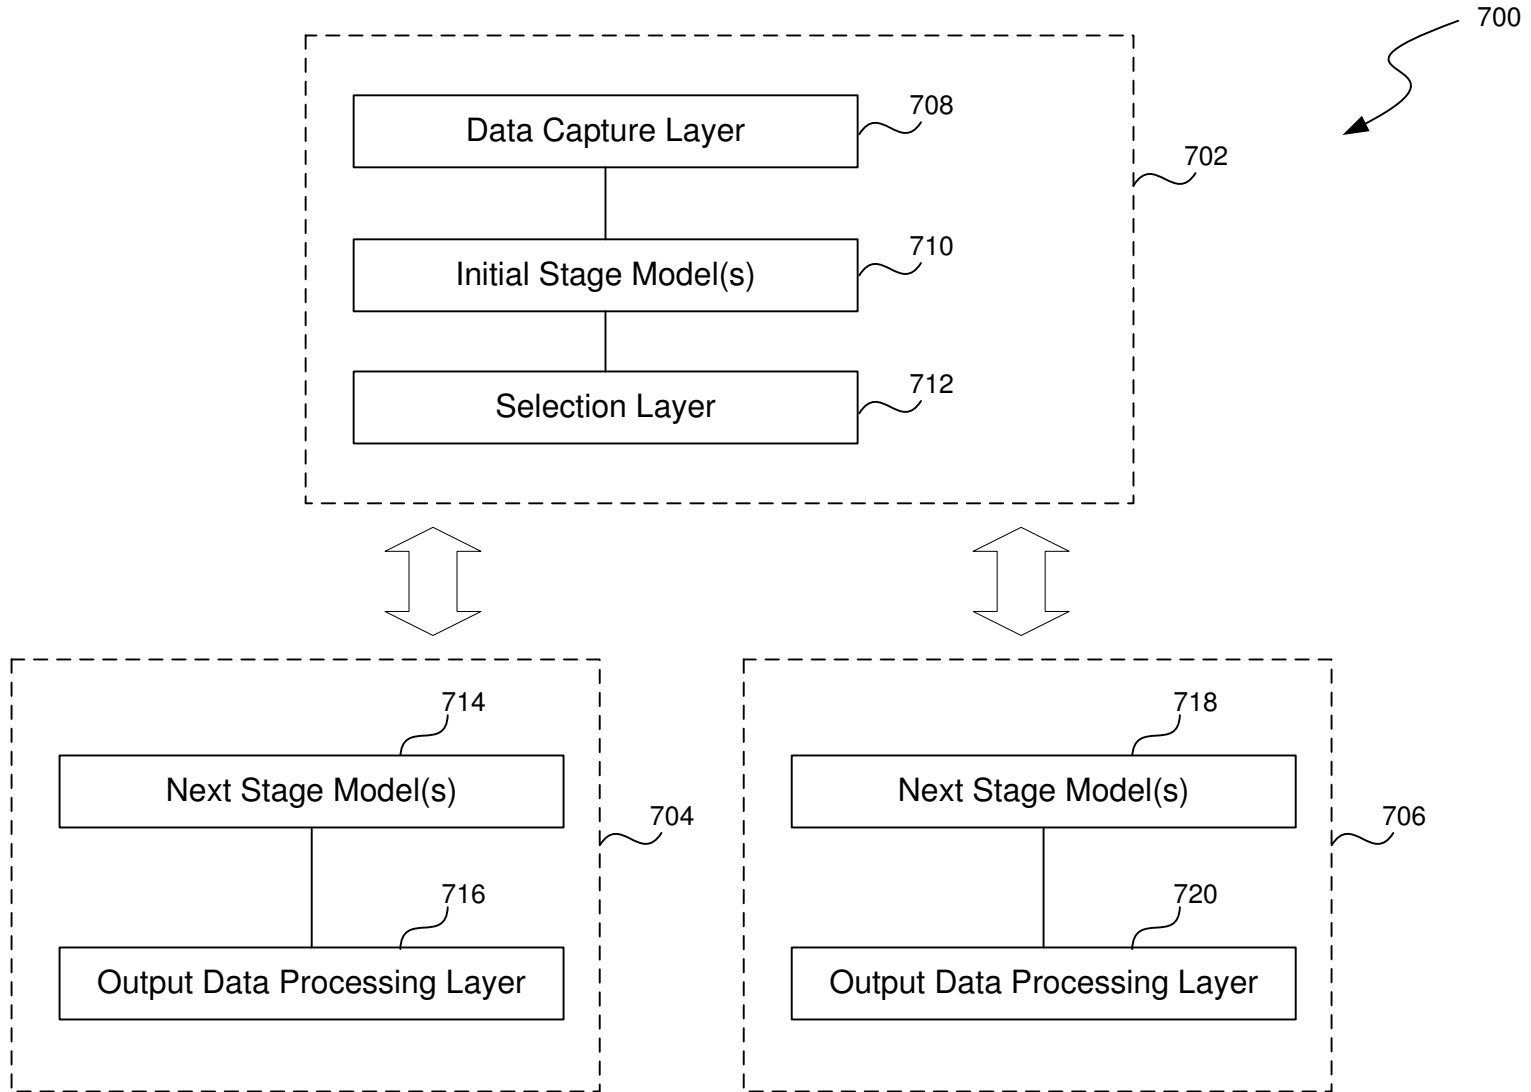 700
708
Data Capture Layer
702
710
Initial Stage Model(s)
712
Selection Layer
714
718
Next Stage Model(s)
Next Stage Model(s)
704
706
716
720
Output Data Processing Layer
Output Data Processing Layer